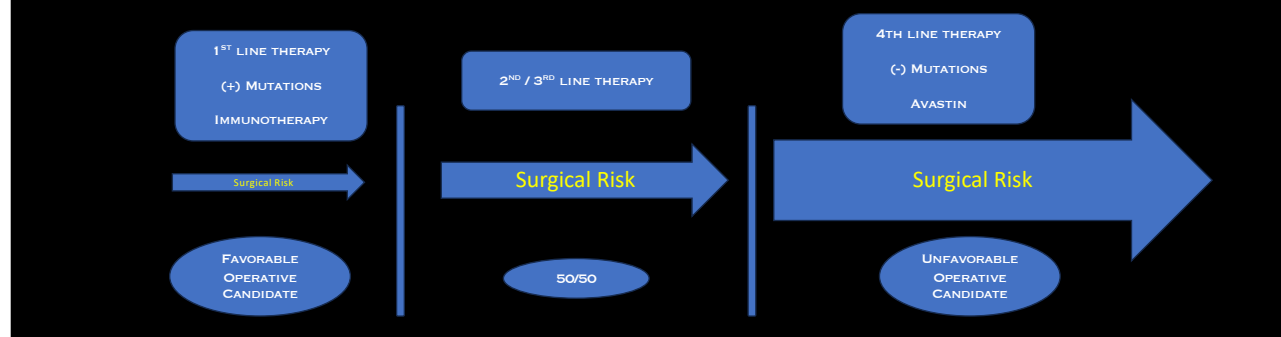 1ST LINE THERAPY
(+) MUTATIONS
IMMUNOTHERAPY
Surgical Risk
FAVORABLE
OPERATIVE
CANDIDATE
2ND / 3RD LINE THERAPY
Surgical Risk
50/50
4TH LINE THERAPY
(-) MUTATIONS
AVASTIN
Surgical Risk
UNFAVORABLE
OPERATIVE
CANDIDATE